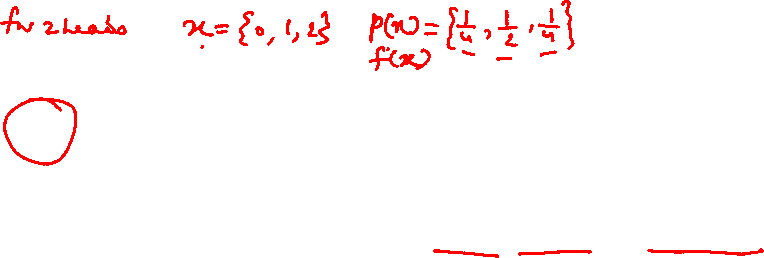 for 2 heads x = {0, 1, 2} P(x) = {1/4, 1/2, 1/4}
f(x)